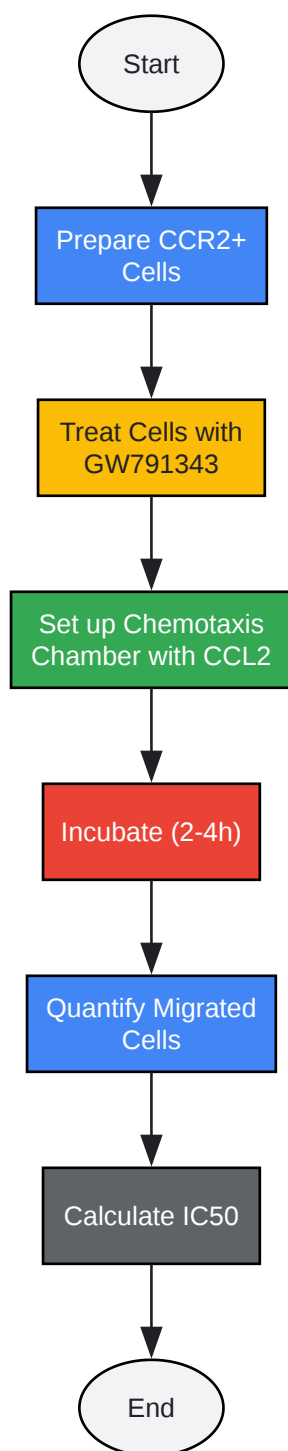 Start
Prepare CCR2+
Cells
Treat Cells with
GW791343
Set up Chemotaxis
Chamber with CCL2
Incubate (2-4h)
Quantify Migrated
Cells
Calculate IC50
End